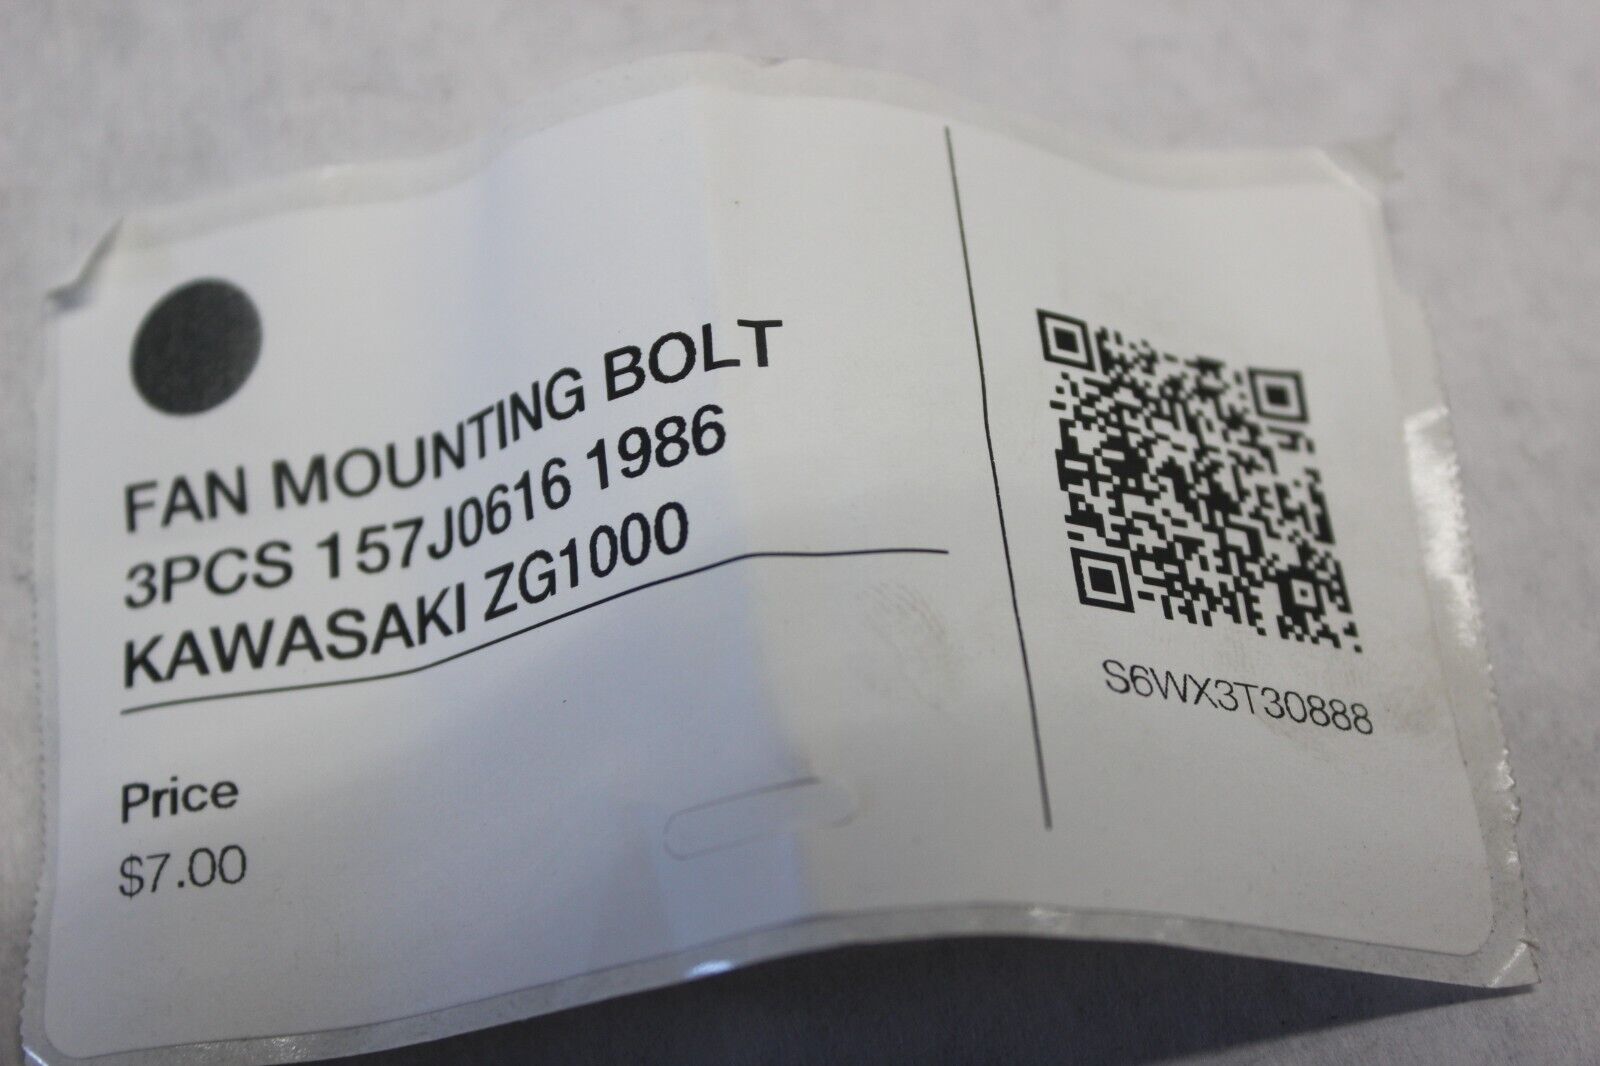 FAN MOUNTING BOLT
3PCS 157J0616 1986
KAWASAKI ZG1000
Price
$7.00
S6WX3T30888